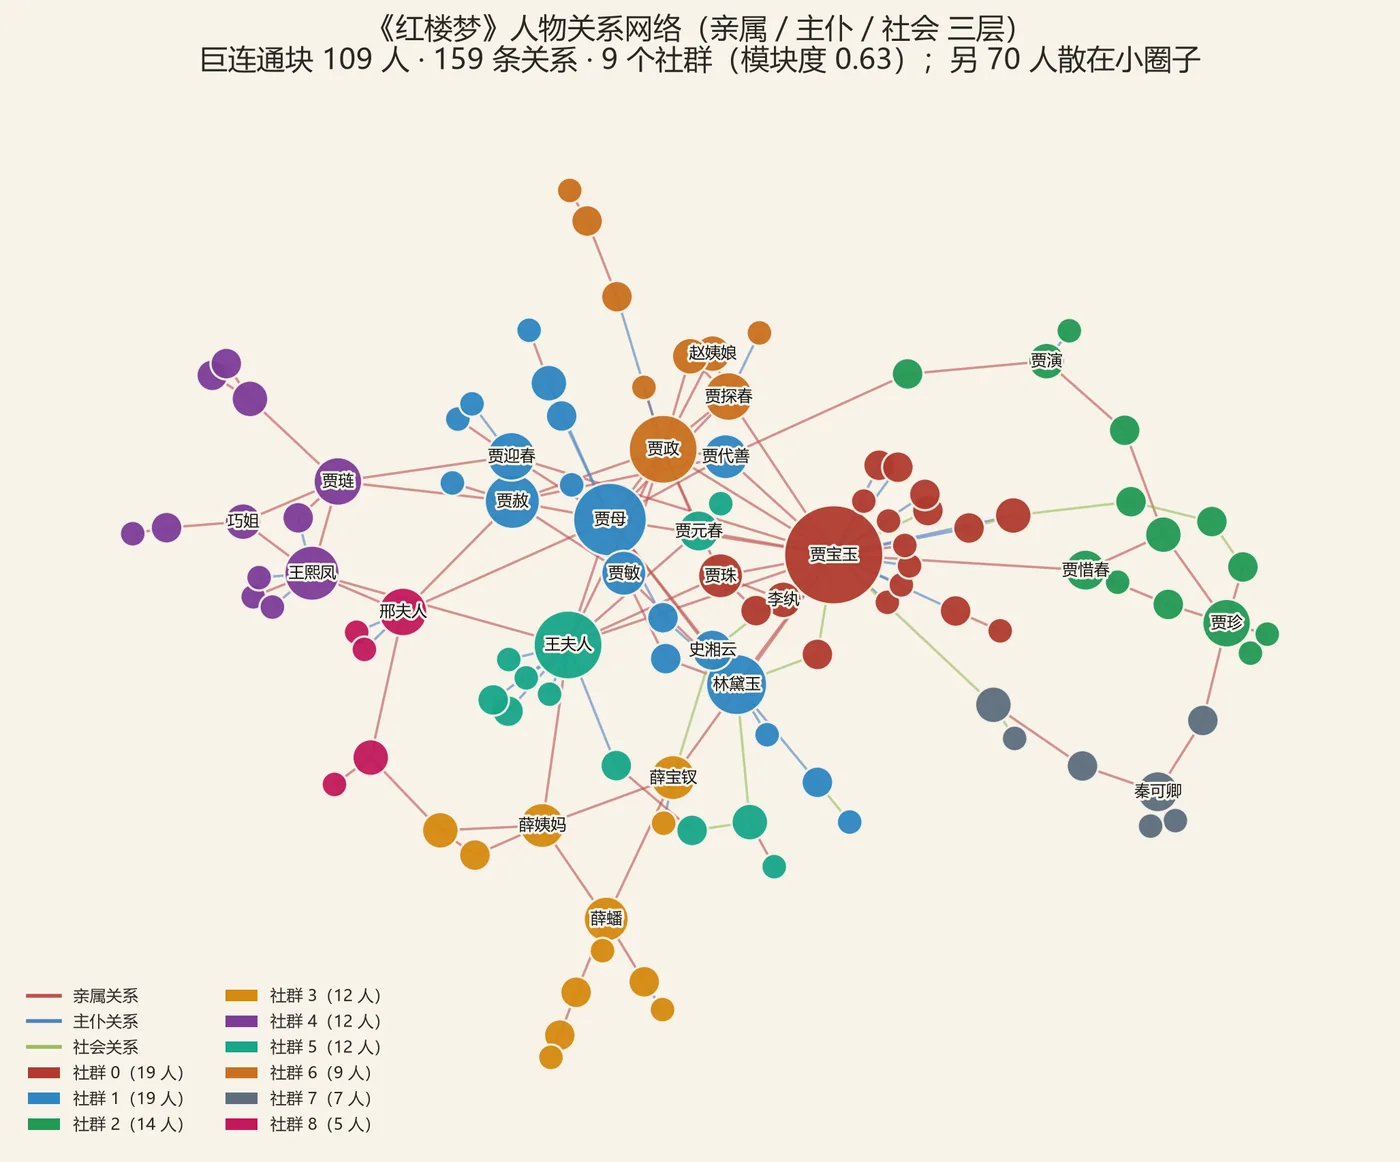 《红楼梦》人物关系网络（亲属 / 主仆 / 社会 三层）
巨连通块 109 人 · 159 条关系 · 9 个社群（模块度 0.63）；另 70 人散在小圈子
赵姨娘
贾演
贾探春
贾政
贾代善
贾迎春
贾琏
贾赦
巧姐
贾母
贾元春
贾宝玉
王熙凤
贾敏
贾珠
贾惜春
李纨
邢夫人
贾珍
王夫人
史湘云
林黛玉
薛宝钗
秦可卿
薛姨妈
薛蟠
亲属关系
主仆关系
社会关系
社群 0（19 人）
社群 1（19 人）
社群 2（14 人）
社群 3（12 人）
社群 4（12 人）
社群 5（12 人）
社群 6（9 人）
社群 7（7 人）
社群 8（5 人）